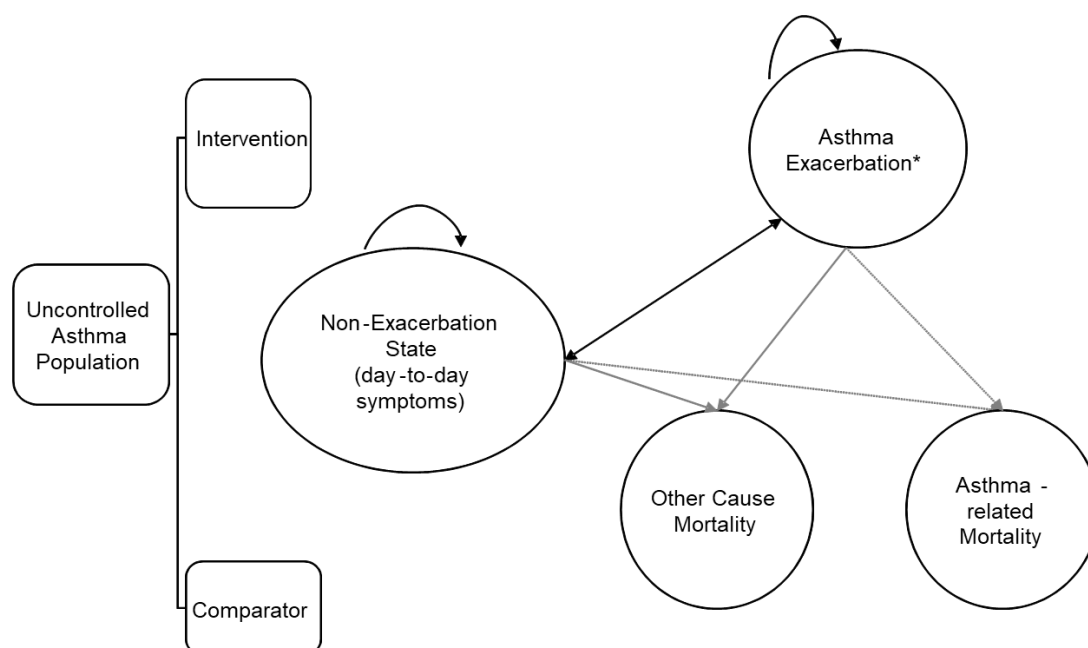 Intervention
Uncontrolled
Asthma
Population
Comparator
Non-Exacerbation
State
(day-to-day
symptoms)
Asthma
Exacerbation*
Other Cause
Mortality
Asthma -
related
Mortality